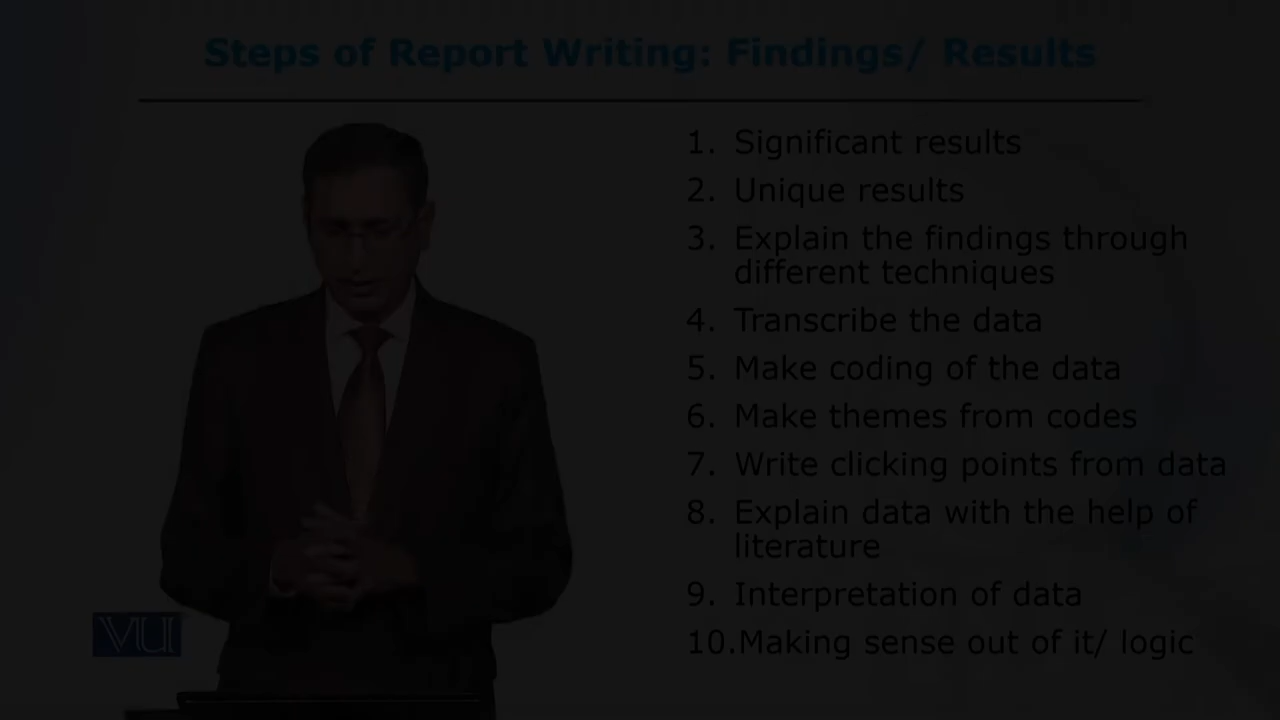 Steps of Report Writing: Findings/ Results
1. Significant results
2. Unique results
3. Explain the findings through
different techniques
4. Transcribe the data
5. Make coding of the data
6. Make themes from codes
7. Write clicking points from data
8. Explain data with the help of
literature
9. Interpretation of data
10.Making sense out of it/ logic
VU